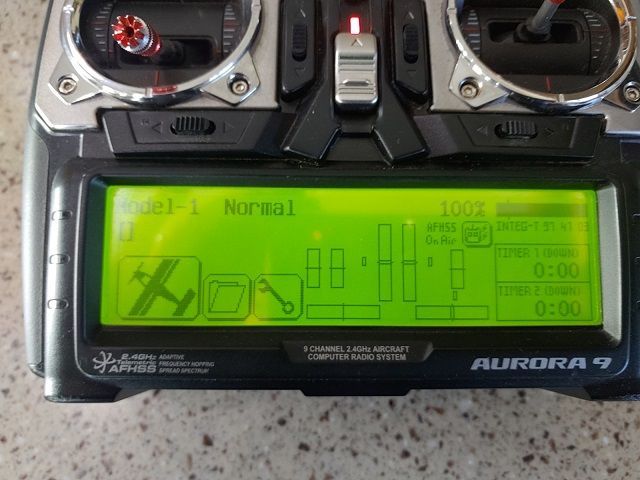 Model-1 Normal 100%
[]
AFHSS
On Air
INTEG-T
TIMER 1 (DOWN)
0:00
TIMER 2 (DOWN)
0:00
2.4GHz
Telemetric
AFHSS
ADAPTIVE
FREQUENCY HOPPING
SPREAD SPECTRUM
9 CHANNEL 2.4GHz AIRCRAFT
COMPUTER RADIO SYSTEM
AURORA 9